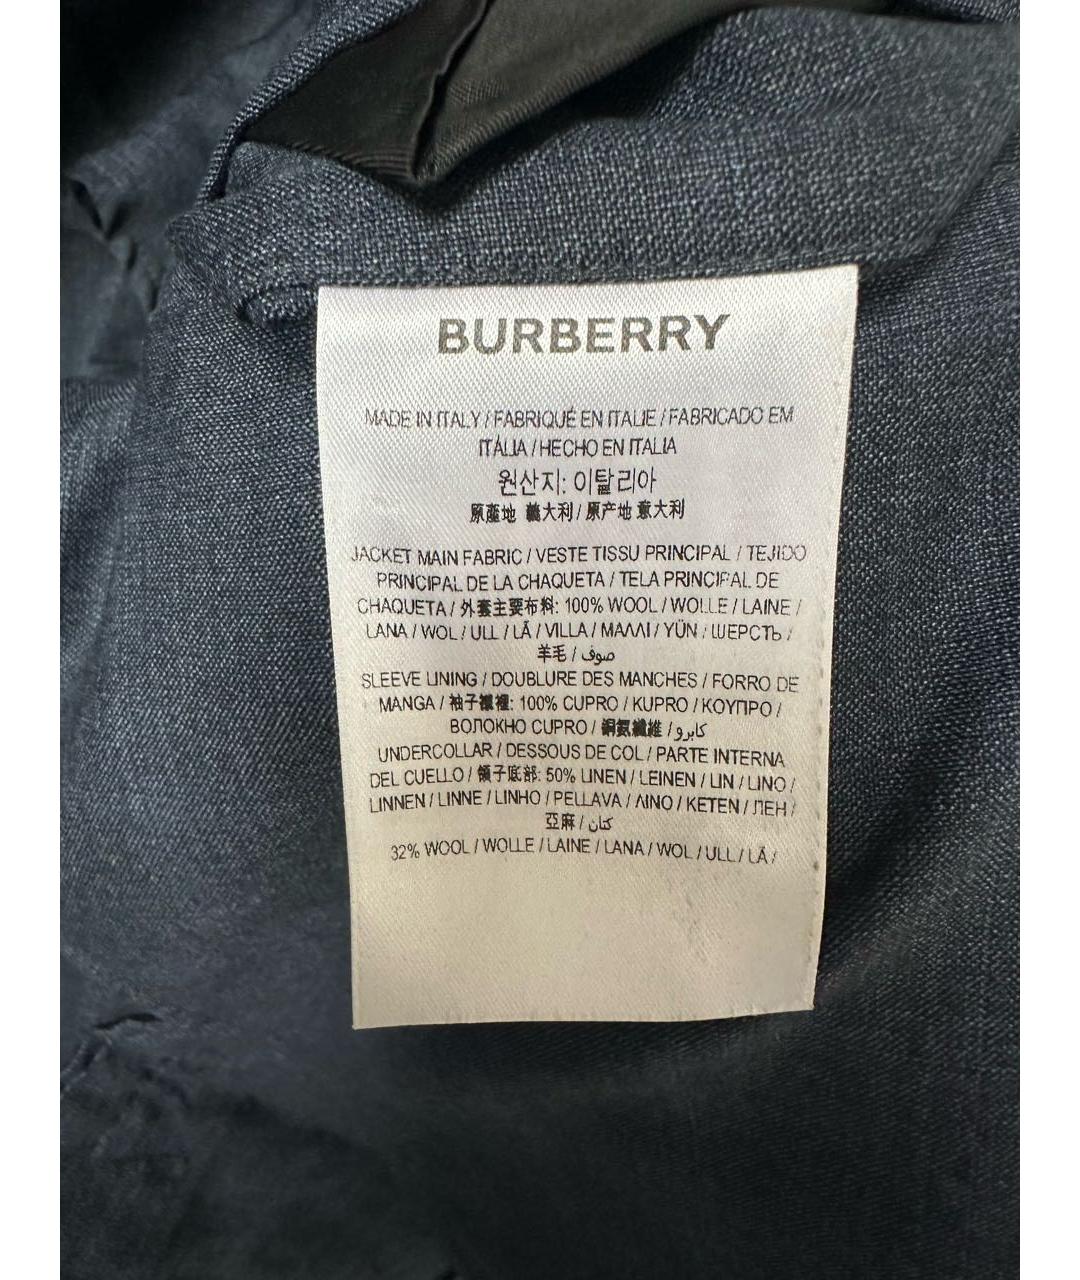 BURBERRY
MADE IN ITALY / FABRIQUÉ EN ITALIE / FABRICADO EM
ITÁLIA / HECHO EN ITALIA
원산지: 이탈리아
原產地 義大利 / 原产地 意大利
JACKET MAIN FABRIC / VESTE TISSU PRINCIPAL / TEJIDO
PRINCIPAL DE LA CHAQUETA / TELA PRINCIPAL DE
CHAQUETA / 外套主要布料: 100% WOOL / WOLLE / LAINE /
LANA / WOL / ULL / LÃ / VILLA / ΜΑΛΛΙ / YÜN / ШЕРСТЬ /
羊毛 / صوف
SLEEVE LINING / DOUBLURE DES MANCHES / FORRO DE
MANGA / 袖子襯裡: 100% CUPRO / KUPRO / ΚΟΥΠΡΟ /
ВОЛОКНО CUPRO / 銅氨纖維 / كابرو
UNDERCOLLAR / DESSOUS DE COL / PARTE INTERNA
DEL CUELLO / 領子底部: 50% LINEN / LEINEN / LIN / LINO /
LINNEN / LINNE / LINHO / PELLAVA / ΛΙΝΟ / KETEN / ЛЕН /
亞麻 / كتان
32% WOOL / WOLLE / LAINE / LANA / WOL / ULL / LÃ /